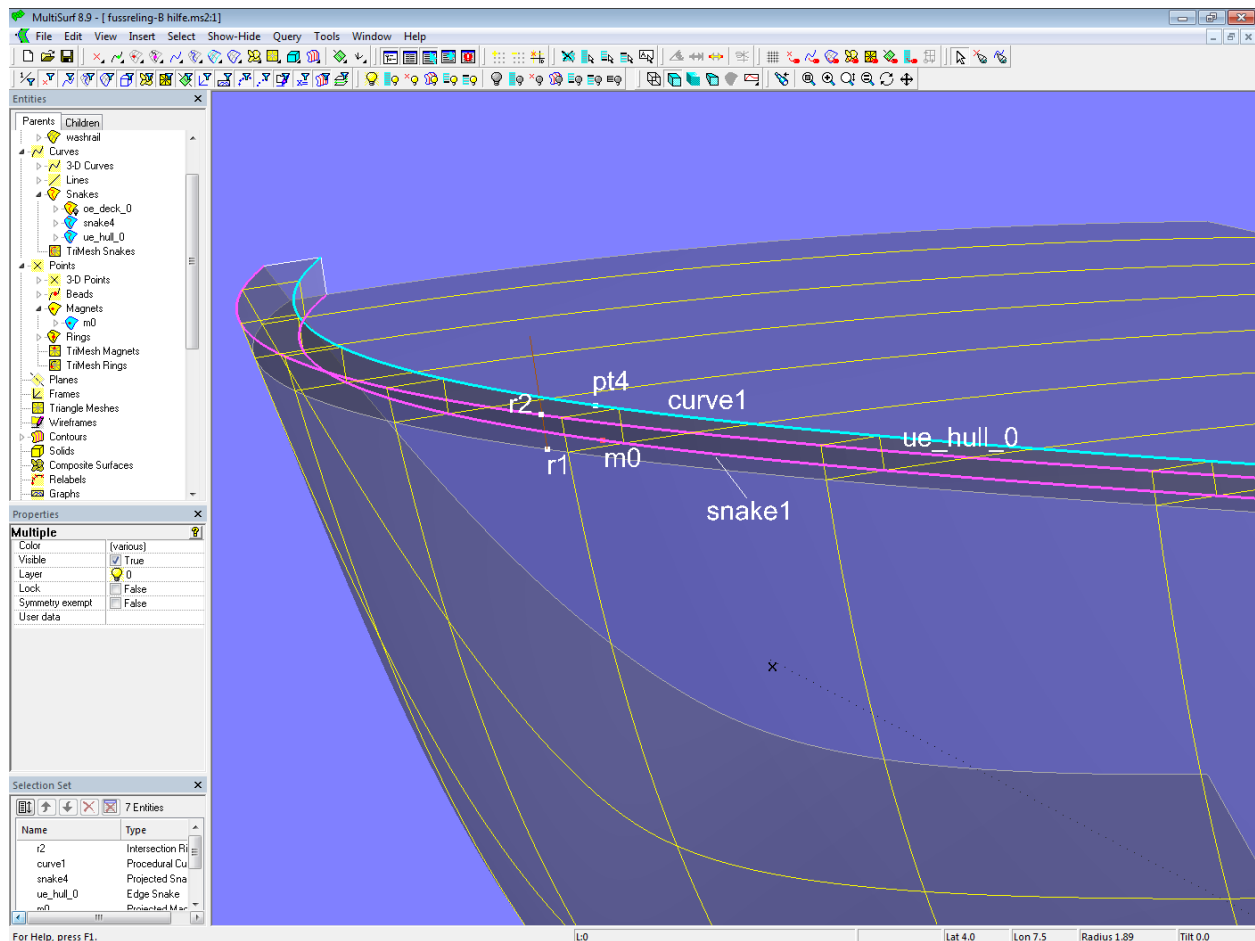 MultiSurf 8.9 - [ fussreling-B hilfe.ms2:1]
File Edit View Insert Select Show-Hide Query Tools Window Help
Entities
Parents Children
washrail
Curves
3-D Curves
Lines
Snakes
oe_deck_0
snake4
ue_hull_0
TriMesh Snakes
Points
3-D Points
Beads
Magnets
m0
Rings
TriMesh Magnets
TriMesh Rings
Planes
Frames
Triangle Meshes
Wireframes
Contours
Solids
Composite Surfaces
Relabels
Graphs
Properties
Multiple
Color (various)
Visible True
Layer 0
Lock False
Symmetry exempt False
User data
Selection Set
7 Entities
Name Type
r2 Intersection Ri
curve1 Procedural Cu
snake4 Projected Sna
ue_hull_0 Edge Snake
m0 Projected Mag
pt4
r2
curve1
ue_hull_0
r1
m0
snake1
For Help, press F1.
L:0
Lat 4.0 Lon 7.5 Radius 1.89 Tilt 0.0